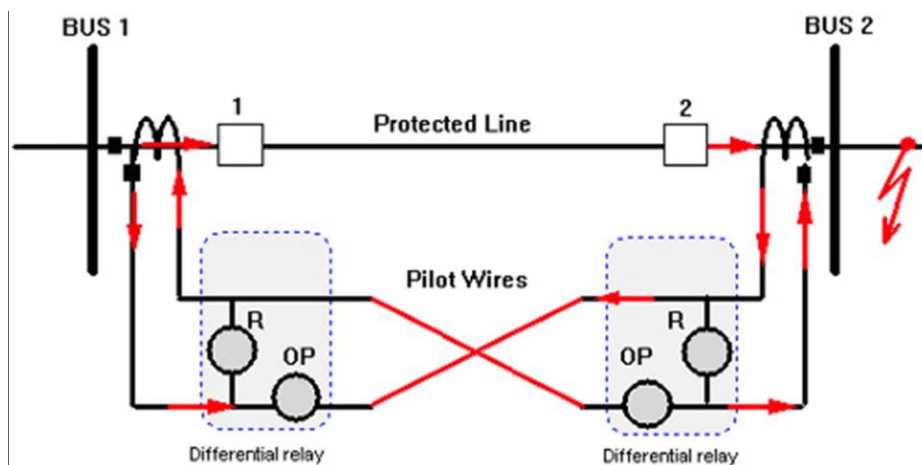 BUS 1
BUS 2
1
2
Protected Line
Pilot Wires
R
OP
R
OP
Differential relay
Differential relay